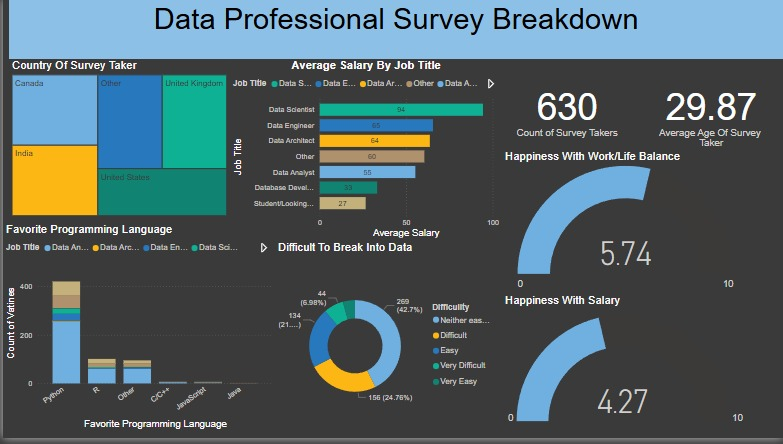 Data Professional Survey Breakdown
Country Of Survey Taker
Canada
Other
United Kingdom
India
United States
Average Salary By Job Title
Job Title Data S... Data E... Data Ar... Other Data A...
Job Title
Data Scientist 94
Data Engineer 65
Data Architect 64
Other 60
Data Analyst 55
Database Devel... 33
Student/Looking... 27
0 50 100
Average Salary
630
Count of Survey Takers
29.87
Average Age Of Survey
Taker
Happiness With Work/Life Balance
5.74
0 10
Favorite Programming Language
Job Title Data An... Data Arc... Data En... Data Sci...
Count of Vatines
400
200
0
Python R Other C/C++ JavaScript Java
Favorite Programming Language
Difficult To Break Into Data
44
(6.98%)
134
(21....)
269
(42.7%)
156 (24.76%)
Difficulity
Neither eas...
Difficult
Easy
Very Difficult
Very Easy
Happiness With Salary
4.27
0 10